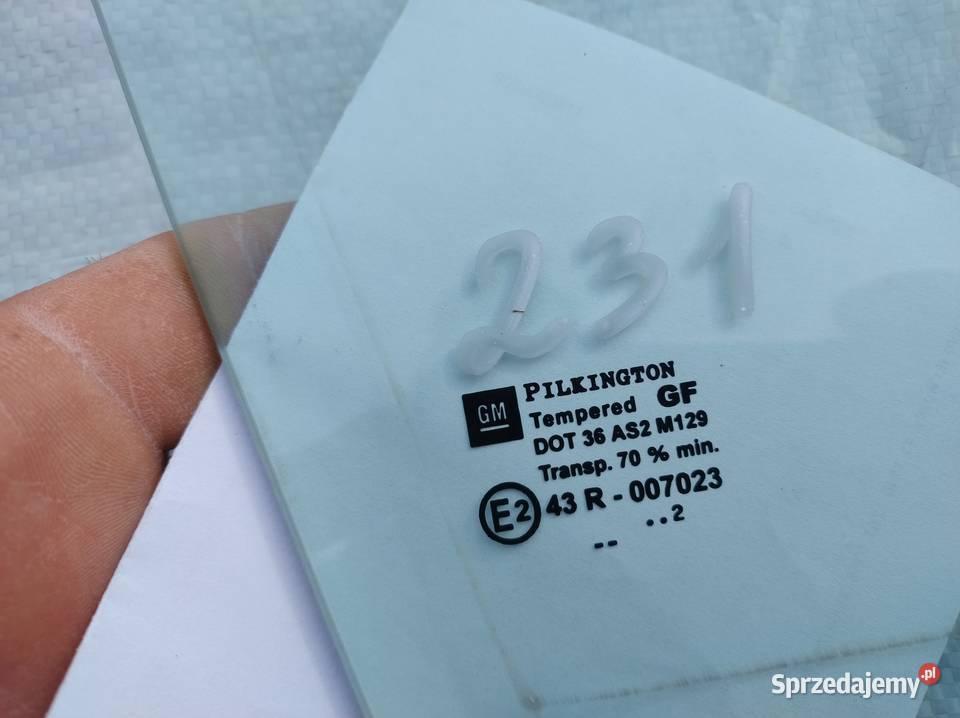 231
GM
PILKINGTON
Tempered GF
DOT 36 AS2 M129
Transp. 70 % min.
E2 43 R - 007023
. . 2
--
Sprzedajemy.pl